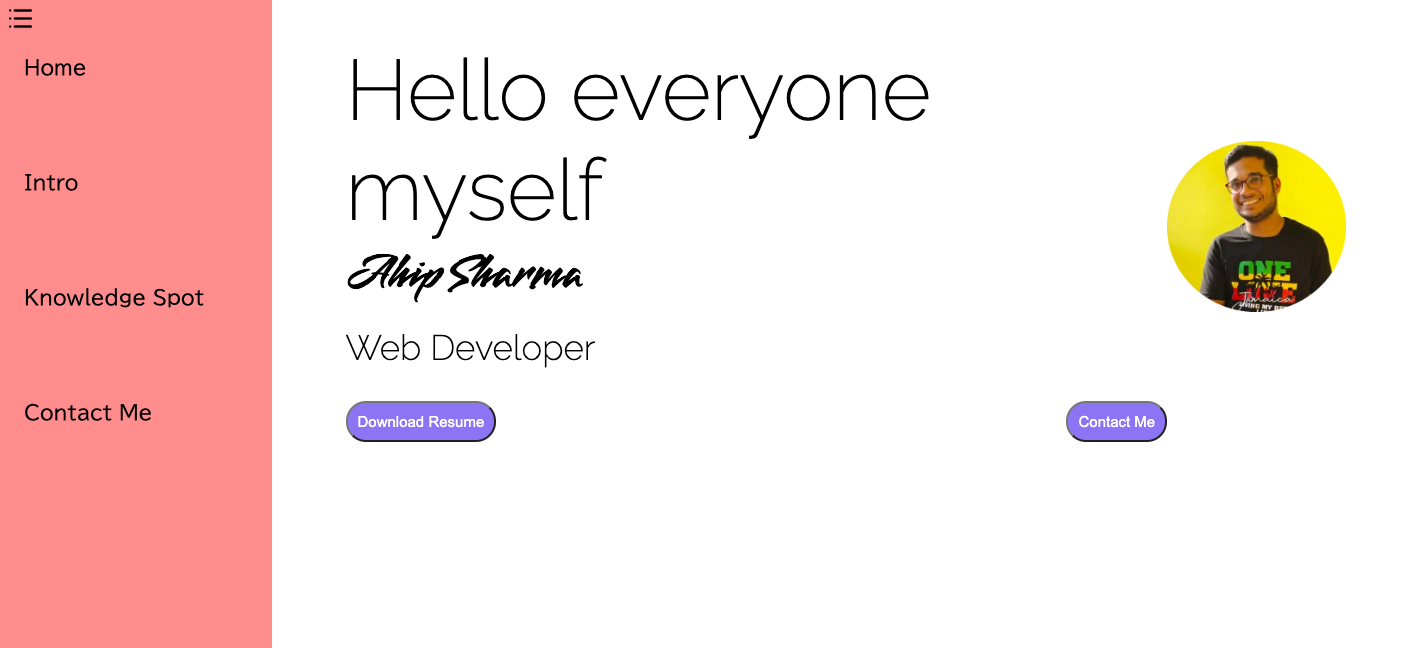 Home
Intro
Knowledge Spot
Contact Me
Hello everyone
myself
Ahip Sharma
Web Developer
Download Resume
Contact Me
ONE
LOVE
Jamaica